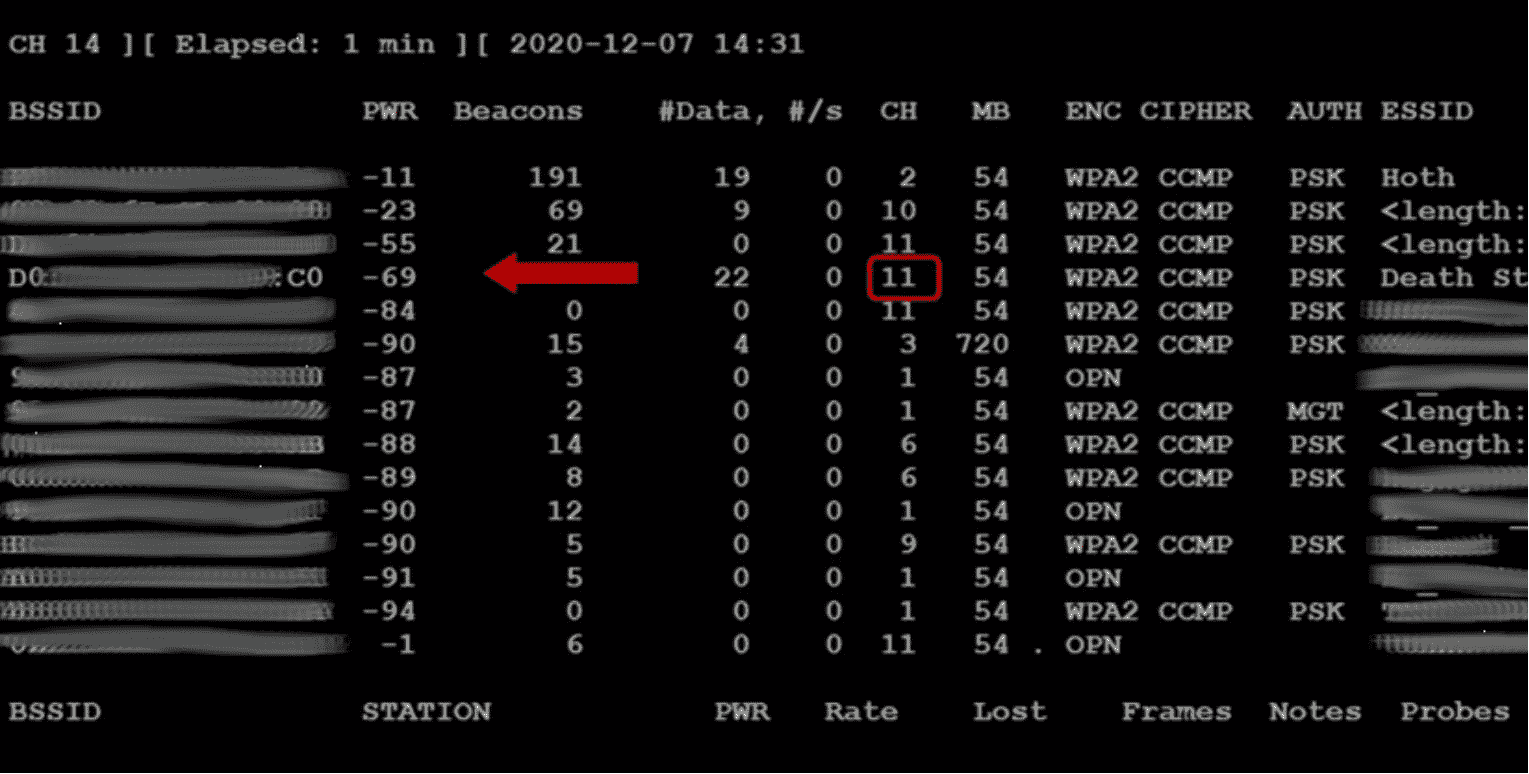 CH 14 ][ Elapsed: 1 min ][ 2020-12-07 14:31
BSSID PWR Beacons #Data, #/s CH MB ENC CIPHER AUTH ESSID
-11 191 19 0 2 54 WPA2 CCMP PSK Hoth
-23 69 9 0 10 54 WPA2 CCMP PSK <length:
-55 21 0 0 11 54 WPA2 CCMP PSK <length:
D0 :C0 -69 22 0 11 54 WPA2 CCMP PSK Death St
-84 0 0 0 11 54 WPA2 CCMP PSK
-90 15 4 0 3 720 WPA2 CCMP PSK
-87 3 0 0 1 54 OPN
-87 2 0 0 1 54 WPA2 CCMP MGT <length:
-88 14 0 0 6 54 WPA2 CCMP PSK <length:
-89 8 0 0 6 54 WPA2 CCMP PSK
-90 12 0 0 1 54 OPN
-90 5 0 0 9 54 WPA2 CCMP PSK
-91 5 0 0 1 54 OPN
-94 0 0 0 1 54 WPA2 CCMP PSK
-1 6 0 0 11 54 . OPN
BSSID STATION PWR Rate Lost Frames Notes Probes